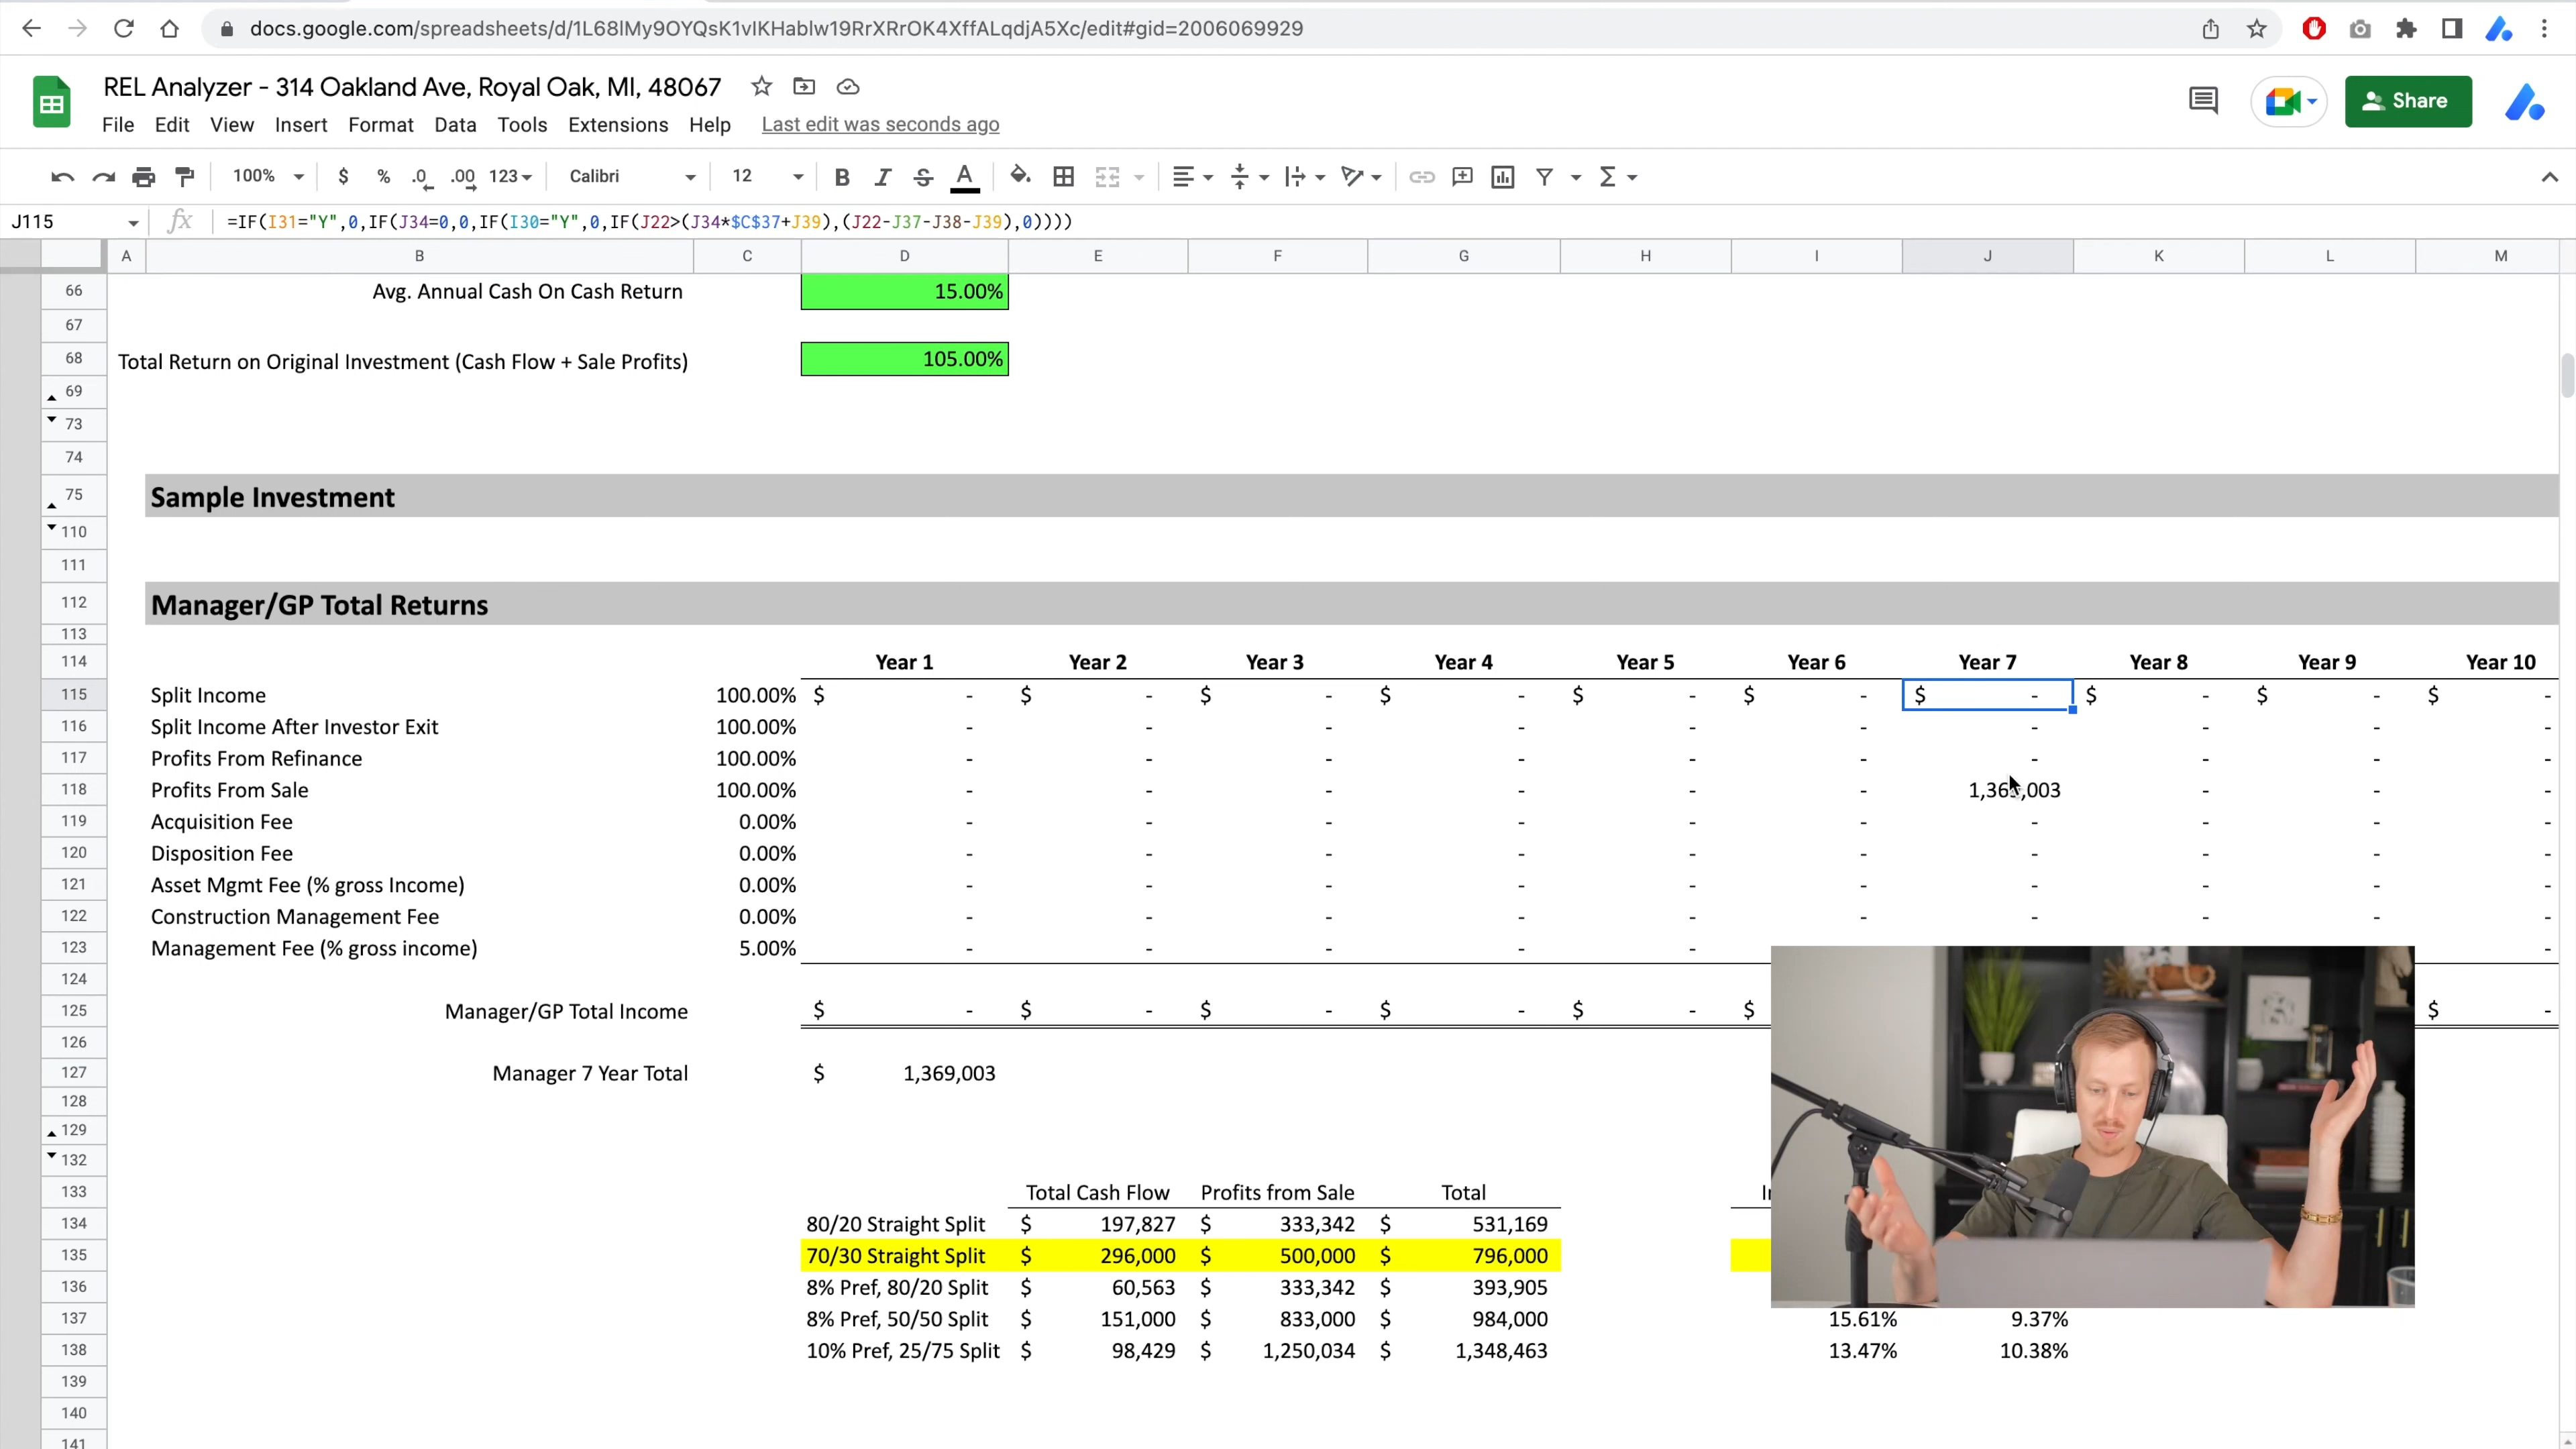 docs.google.com/spreadsheets/d/1L68lMy9OYQsK1vIKHablw19RrXRrOK4XffALqdjA5Xc/edit#gid=2006069929
REL Analyzer - 314 Oakland Ave, Royal Oak, MI, 48067
File Edit View Insert Format Data Tools Extensions Help Last edit was seconds ago
Share
100% $ % .0 .00 123 Calibri 12 B I S A
J115 fx =IF(I31="Y",0,IF(J34=0,0,IF(I30="Y",0,IF(J22>(J34*$C$37+J39),(J22-J37-J38-J39),0))))
A B C D E F G H I J K L M
66 Avg. Annual Cash On Cash Return 15.00%
67
68 Total Return on Original Investment (Cash Flow + Sale Profits) 105.00%
69
73
74
75 Sample Investment
110
111
112 Manager/GP Total Returns
113
114 Year 1 Year 2 Year 3 Year 4 Year 5 Year 6 Year 7 Year 8 Year 9 Year 10
115 Split Income 100.00% $ - $ - $ - $ - $ - $ - $ - $ - $ - $ -
116 Split Income After Investor Exit 100.00% - - - - - - - - - -
117 Profits From Refinance 100.00% - - - - - - - - - -
118 Profits From Sale 100.00% - - - - - - - - -
119 Acquisition Fee 0.00% - - - - - - - - - -
120 Disposition Fee 0.00% - - - - - - - - - -
121 Asset Mgmt Fee (% gross Income) 0.00% - - - - - - - - - -
122 Construction Management Fee 0.00% - - - - - - - - - -
123 Management Fee (% gross income) 5.00% - - - - - -
124
125 Manager/GP Total Income $ - $ - $ - $ - $ - $ $ -
126
127 Manager 7 Year Total $ 1,369,003
128
129
132
133 Total Cash Flow Profits from Sale Total
134 80/20 Straight Split $ 197,827 $ 333,342 $ 531,169
135 70/30 Straight Split $ 296,000 $ 500,000 $ 796,000
136 8% Pref, 80/20 Split $ 60,563 $ 333,342 $ 393,905
137 8% Pref, 50/50 Split $ 151,000 $ 833,000 $ 984,000 15.61% 9.37%
138 10% Pref, 25/75 Split $ 98,429 $ 1,250,034 $ 1,348,463 13.47% 10.38%
139
140
141